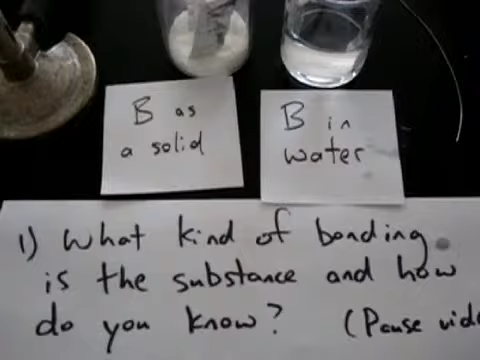 B as
a solid
B in
water
1) What kind of bonding
is the substance and how
do you know? (Pause